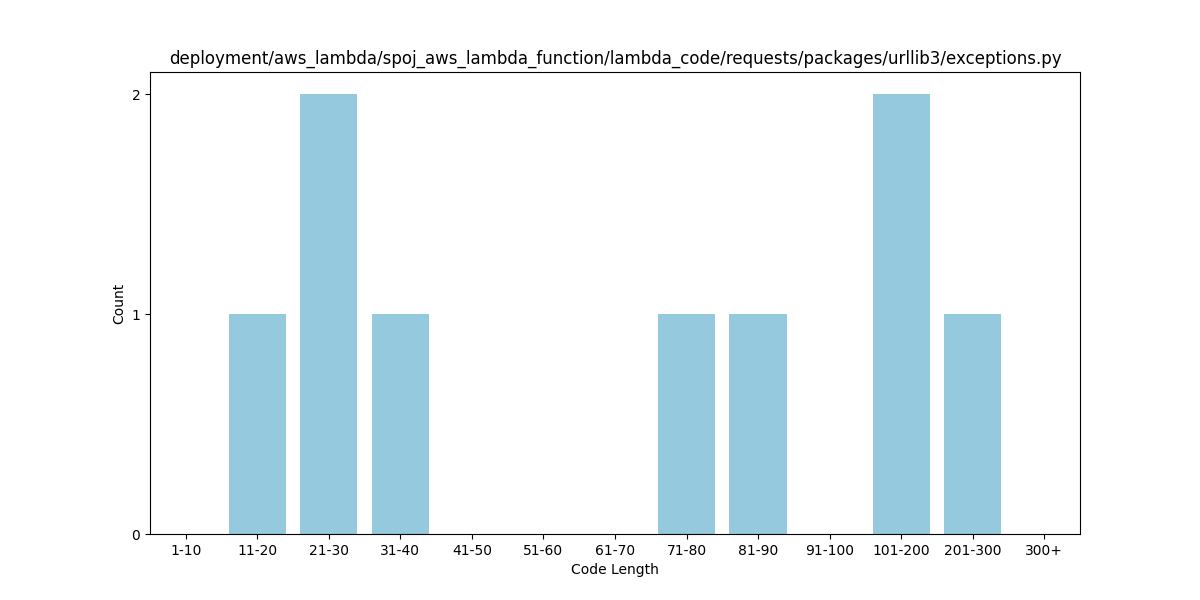 deployment/aws_lambda/spoj_aws_lambda_function/lambda_code/requests/packages/urllib3/exceptions.py
2
1
0
Count
1-10 11-20 21-30 31-40 41-50 51-60 61-70 71-80 81-90 91-100 101-200 201-300 300+
Code Length